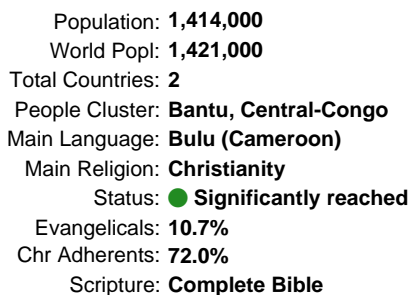 Population: 1,414,000
World Popl: 1,421,000
Total Countries: 2
People Cluster: Bantu, Central-Congo
Main Language: Bulu (Cameroon)
Main Religion: Christianity
Status: Significantly reached
Evangelicals: 10.7%
Chr Adherents: 72.0%
Scripture: Complete Bible